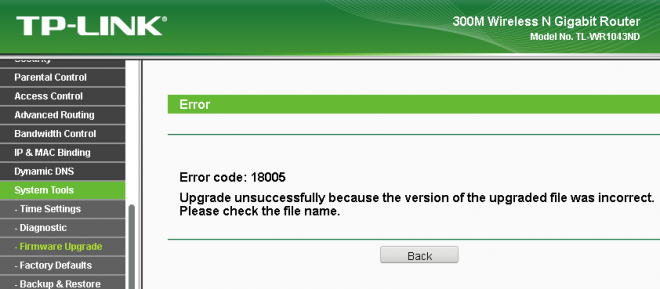 TP-LINK®
300M Wireless N Gigabit Router
Model No. TL-WR1043ND
Security
Parental Control
Access Control
Advanced Routing
Bandwidth Control
IP & MAC Binding
Dynamic DNS
System Tools
- Time Settings
- Diagnostic
- Firmware Upgrade
- Factory Defaults
- Backup & Restore
Error
Error code: 18005
Upgrade unsuccessfully because the version of the upgraded file was incorrect.
Please check the file name.
Back